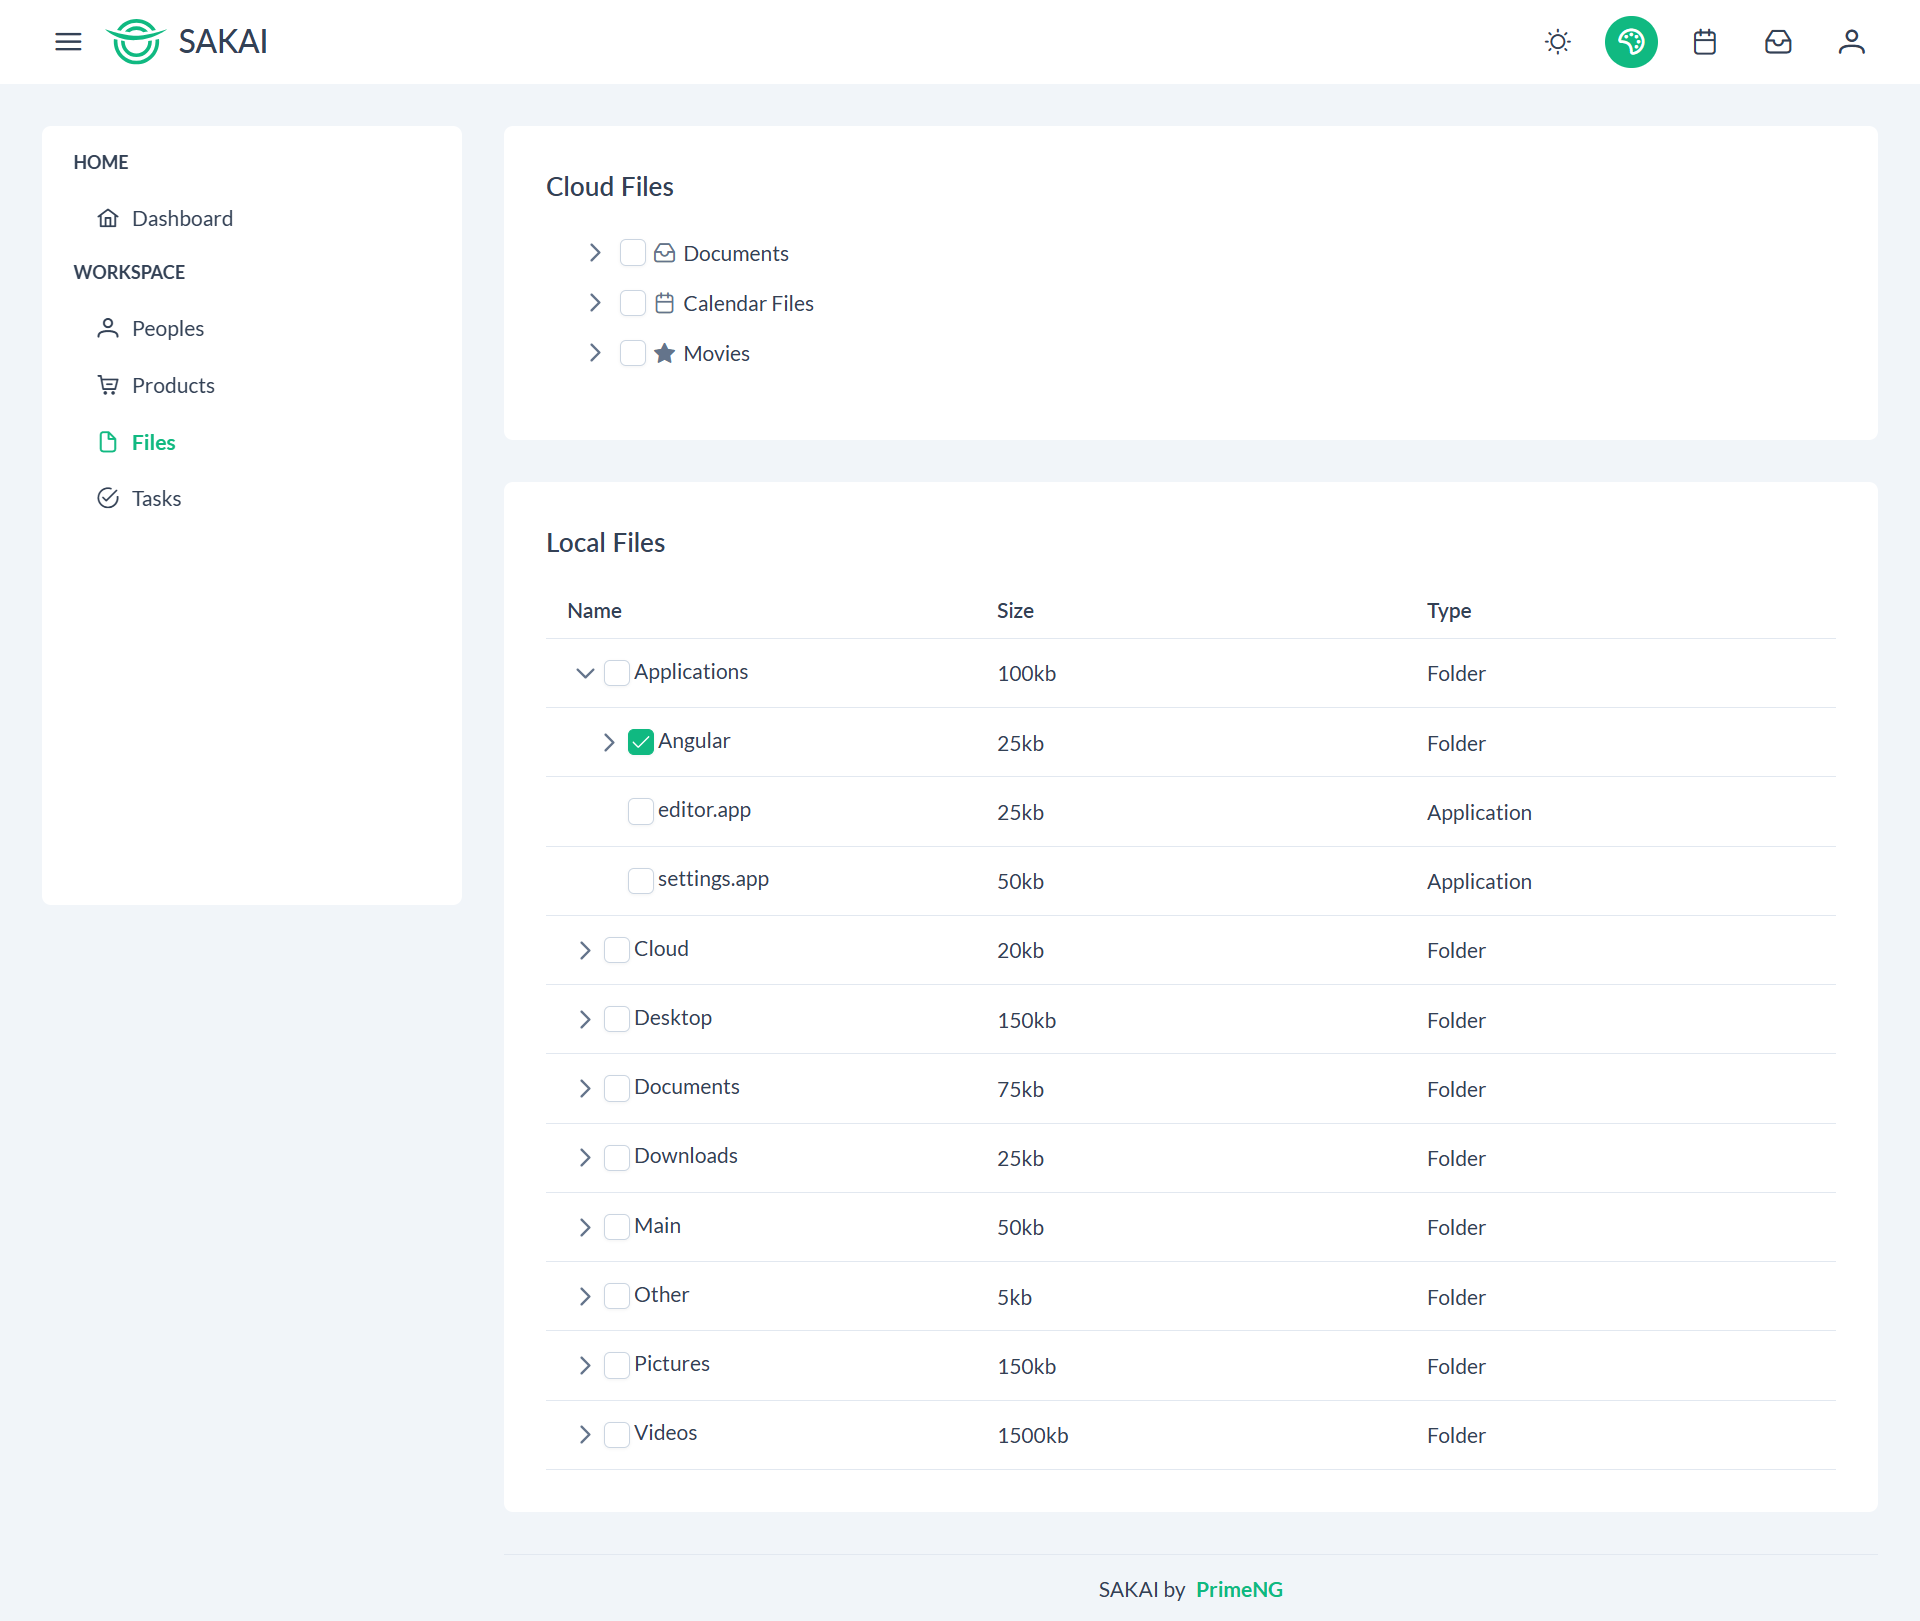 SAKAI
HOME
Dashboard
WORKSPACE
Peoples
Products
Files
Tasks
Cloud Files
Documents
Calendar Files
Movies
Local Files
Name Size Type
Applications 100kb Folder
Angular 25kb Folder
editor.app 25kb Application
settings.app 50kb Application
Cloud 20kb Folder
Desktop 150kb Folder
Documents 75kb Folder
Downloads 25kb Folder
Main 50kb Folder
Other 5kb Folder
Pictures 150kb Folder
Videos 1500kb Folder
SAKAI by PrimeNG